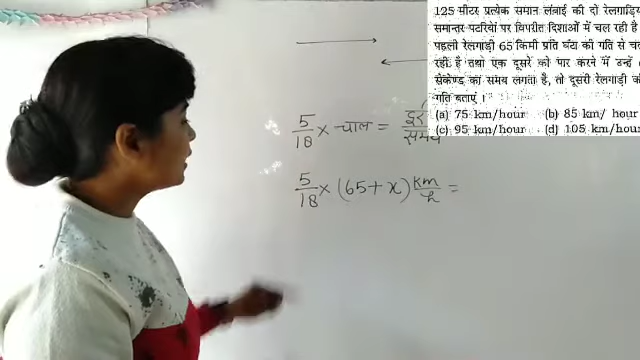 125 मीटर प्रत्येक समान लंबाई की दो रेलगाड़िय
समान्तर पटरियों पर विपरीत दिशाओं में चल रही है
पहली रेलगाड़ी 65 किमी प्रति घंटा की गति से च
रही है तथा एक दूसरे को पार करने में उन्हें
सेकेण्ड का समय लगता है, तो दूसरी रेलगाड़ी क
गति बताएं ।
(a) 75 km/hour (b) 85 km/ hour
(c) 95 km/hour (d) 105 km/hou
5/18 × चाल = दूरी/समय
5/18 × (65+x) km/h =